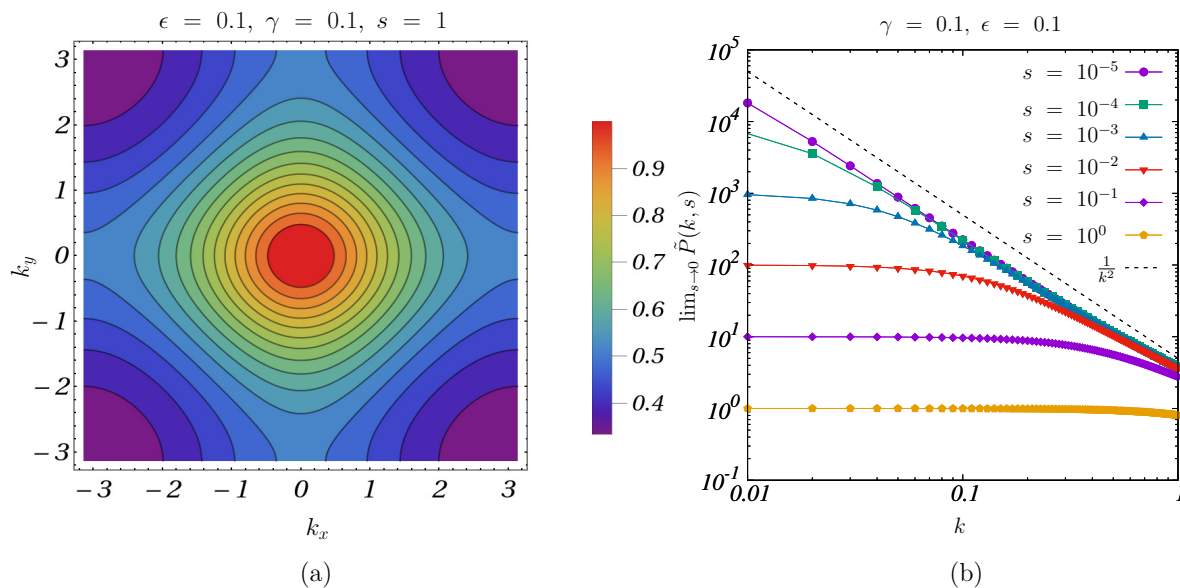 ϵ = 0.1, γ = 0.1, s = 1
3
2
1
0
−1
−2
−3
k_y
−3 −2 −1 0 1 2 3
k_x
0.9
0.8
0.7
0.6
0.5
0.4
(a)
γ = 0.1, ϵ = 0.1
10^5
10^4
10^3
10^2
10^1
10^0
10^-1
lim_{s→0} P̃(k, s)
s = 10^{−5}
s = 10^{−4}
s = 10^{−3}
s = 10^{−2}
s = 10^{−1}
s = 10^0
1/k^2
0.01 0.1 1
k
(b)